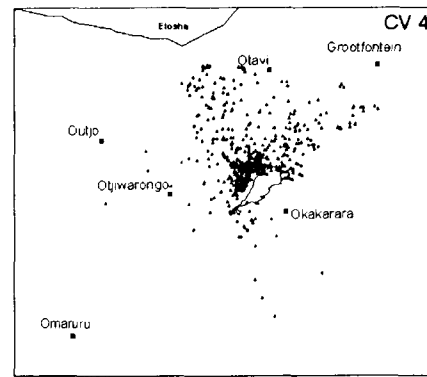 Etosha
CV 4
Grootfontein
Otavi
Outjo
Otjiwarongo
Okakarara
Omaruru